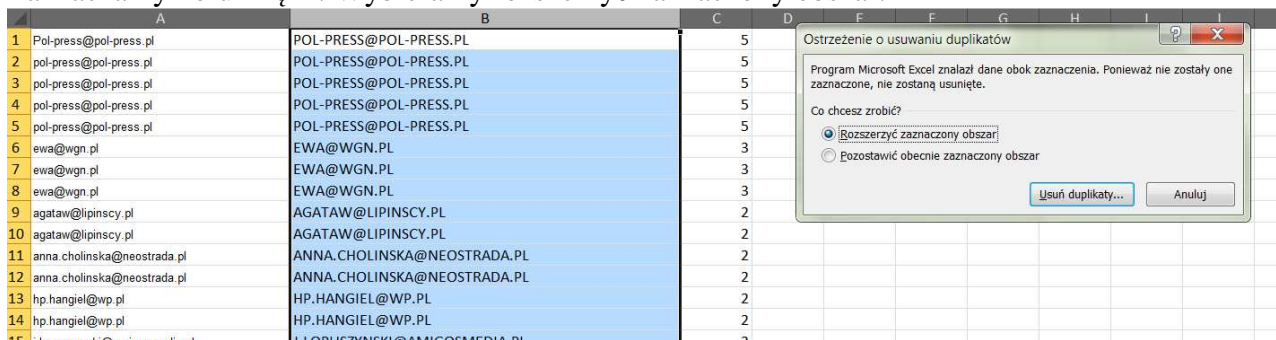 A B C D E F G H I J
Ostrzeżenie o usuwaniu duplikatów
Program Microsoft Excel znalazł dane obok zaznaczenia. Ponieważ nie zostały one
zaznaczone, nie zostaną usunięte.
Co chcesz zrobić?
Rozszerzyć zaznaczony obszar
Pozostawić obecnie zaznaczony obszar
Usuń duplikaty... Anuluj
1 Pol-press@pol-press.pl POL-PRESS@POL-PRESS.PL 5
2 pol-press@pol-press.pl POL-PRESS@POL-PRESS.PL 5
3 pol-press@pol-press.pl POL-PRESS@POL-PRESS.PL 5
4 pol-press@pol-press.pl POL-PRESS@POL-PRESS.PL 5
5 pol-press@pol-press.pl POL-PRESS@POL-PRESS.PL 5
6 ewa@wgn.pl EWA@WGN.PL 3
7 ewa@wgn.pl EWA@WGN.PL 3
8 ewa@wgn.pl EWA@WGN.PL 3
9 agataw@lipinscy.pl AGATAW@LIPINSCY.PL 2
10 agataw@lipinscy.pl AGATAW@LIPINSCY.PL 2
11 anna.cholinska@neostrada.pl ANNA.CHOLINSKA@NEOSTRADA.PL 2
12 anna.cholinska@neostrada.pl ANNA.CHOLINSKA@NEOSTRADA.PL 2
13 hp.hangiel@wp.pl HP.HANGIEL@WP.PL 2
14 hp.hangiel@wp.pl HP.HANGIEL@WP.PL 2